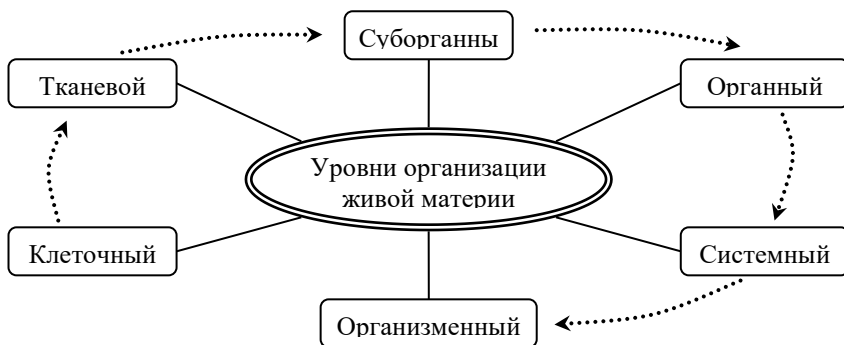 Суборганны
Тканевой
Органный
Уровни организации
живой материи
Клеточный
Системный
Организменный